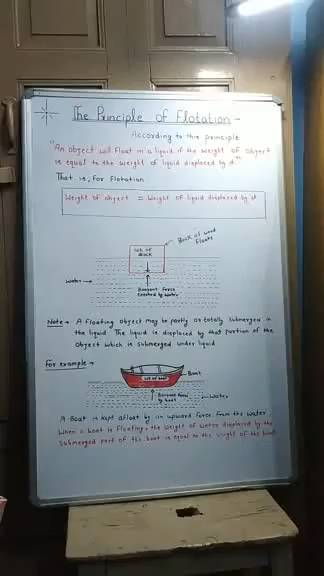 The Principle of Flotation -
According to this principle
"An object will float in a liquid if the weight of object
is equal to the weight of liquid displaced by it."
That is, for flotation
Weight of object = Weight of liquid displaced by it
Block of wood
floats
Wt. of
Block
Water
Buoyant force
Note → A floating object may be partly or totally submerged in
the liquid. The liquid is displaced by that portion of the
object which is submerged under liquid
For example →
Boat
Wt. of boat
Buoyant force
Water
A Boat is kept afloat by an upward force from the water.
When a boat is floating, the weight of water displaced by the
submerged part of the boat is equal to the weight of the boat.